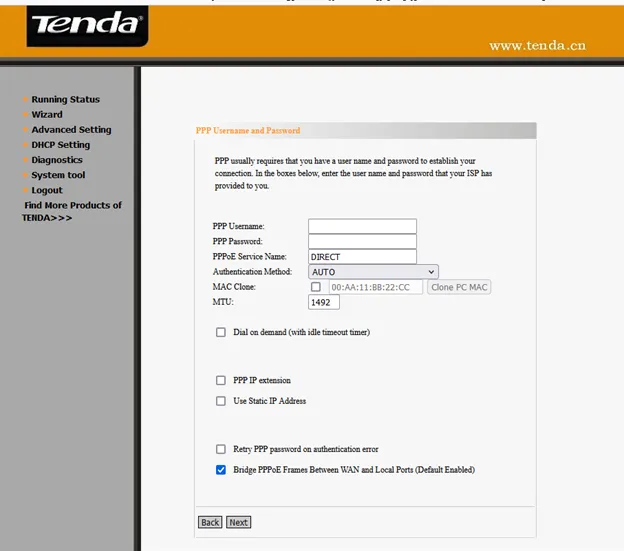 Tenda®
www.tenda.cn
Running Status
Wizard
Advanced Setting
DHCP Setting
Diagnostics
System tool
Logout
Find More Products of
TENDA>>>
PPP Username and Password
PPP usually requires that you have a user name and password to establish your
connection. In the boxes below, enter the user name and password that your ISP has
provided to you.
PPP Username:
PPP Password:
PPPoE Service Name: DIRECT
Authentication Method: AUTO
MAC Clone: 00:AA:11:BB:22:CC Clone PC MAC
MTU: 1492
Dial on demand (with idle timeout timer)
PPP IP extension
Use Static IP Address
Retry PPP password on authentication error
Bridge PPPoE Frames Between WAN and Local Ports (Default Enabled)
Back Next